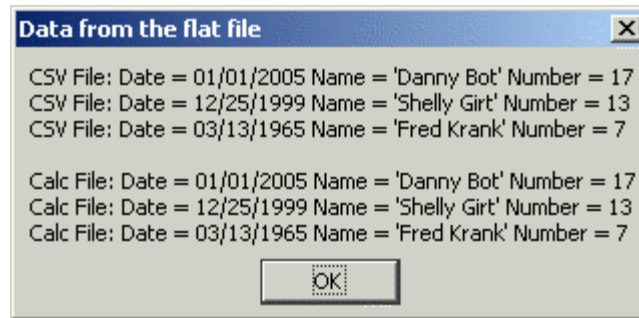 Data from the flat file
CSV File: Date = 01/01/2005 Name = 'Danny Bot' Number = 17
CSV File: Date = 12/25/1999 Name = 'Shelly Girt' Number = 13
CSV File: Date = 03/13/1965 Name = 'Fred Krank' Number = 7
Calc File: Date = 01/01/2005 Name = 'Danny Bot' Number = 17
Calc File: Date = 12/25/1999 Name = 'Shelly Girt' Number = 13
Calc File: Date = 03/13/1965 Name = 'Fred Krank' Number = 7
OK